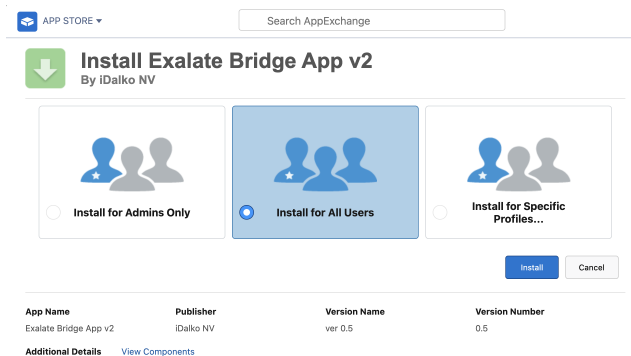 APP STORE
Search AppExchange
Install Exalate Bridge App v2
By iDalko NV
Install for Admins Only
Install for All Users
Install for Specific
Profiles...
Install
Cancel
App Name
Publisher
Version Name
Version Number
Exalate Bridge App v2
iDalko NV
ver 0.5
0.5
Additional Details
View Components